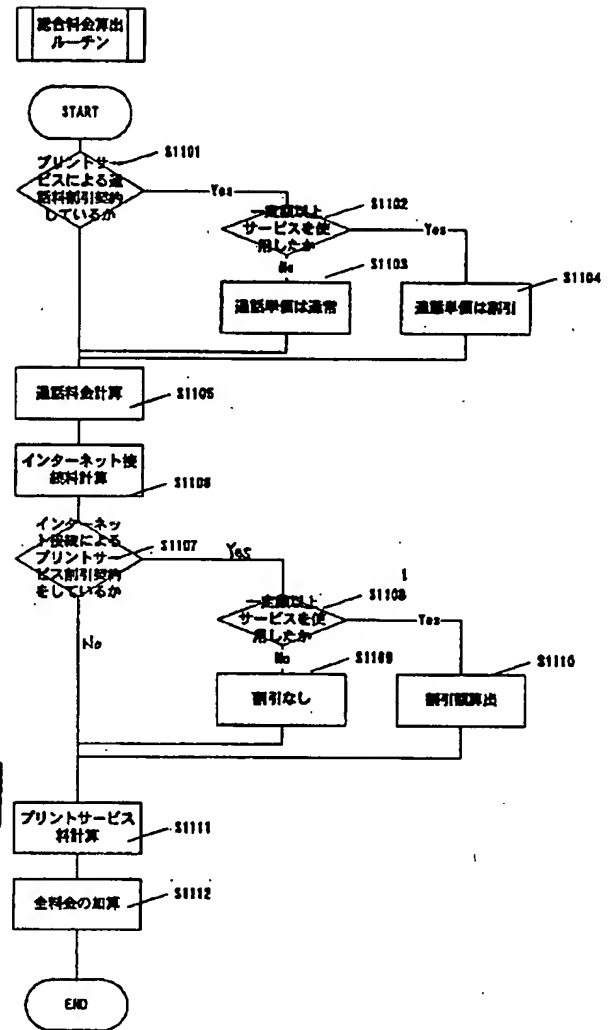 総合料金算出
ルーチン
START
プリントサー
ビスによる通
話料割引契約
しているか
S1101
Yes
一定額以上
サービスを使
用したか
S1102
Yes
No
S1103
通話単価は通常
S1104
通話単価は割引
通話料金計算
S1105
インターネット接
続料計算
S1106
インターネッ
ト接続による
プリントサー
ビス割引契約
をしているか
S1107
Yes
No
一定額以上
サービスを使
用したか
S1108
Yes
No
S1109
割引なし
S1110
割引額算出
プリントサービス
料計算
S1111
全料金の加算
S1112
END